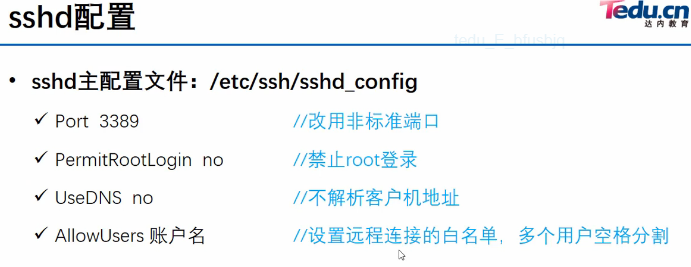 sshd配置
Tedu.cn
达内教育
• sshd主配置文件：/etc/ssh/sshd_config
✓ Port 3389 //改用非标准端口
✓ PermitRootLogin no //禁止root登录
✓ UseDNS no //不解析客户机地址
✓ AllowUsers 账户名 //设置远程连接的白名单，多个用户空格分割